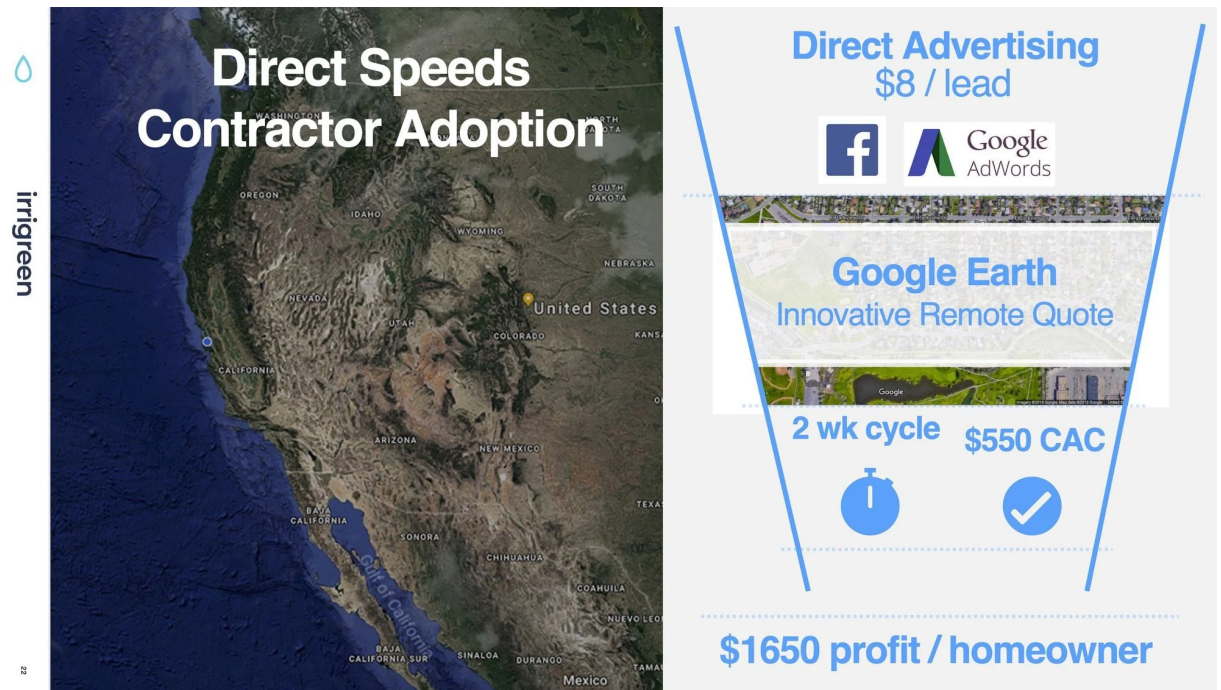 irrigreen
22
Direct Speeds
Contractor Adoption
WASHINGTON
NORTH
DAKOTA
OREGON
SOUTH
DAKOTA
IDAHO
WYOMING
NEBRASKA
NEVADA
United States
UTAH
COLORADO
KANSA
CALIFORNIA
ARIZONA
NEW MEXICO
TEXAS
BAJA
CALIFORNIA
SONORA
CHIHUAHUA
Gulf of California
COAHUILA
NUEVO LEO
BAJA
CALIFORNIA SUR
SINALOA
DURANGO
TAMAU
Mexico
Direct Advertising
$8 / lead
f
Google
AdWords
Google Earth
Innovative Remote Quote
Google
2 wk cycle
$550 CAC
$1650 profit / homeowner